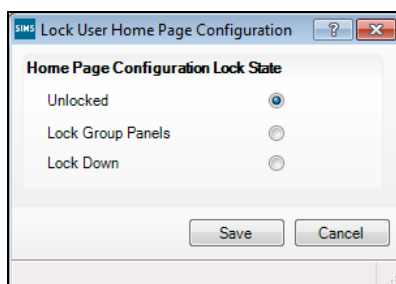 SIMS Lock User Home Page Configuration ?
Home Page Configuration Lock State
Unlocked
Lock Group Panels
Lock Down
Save Cancel